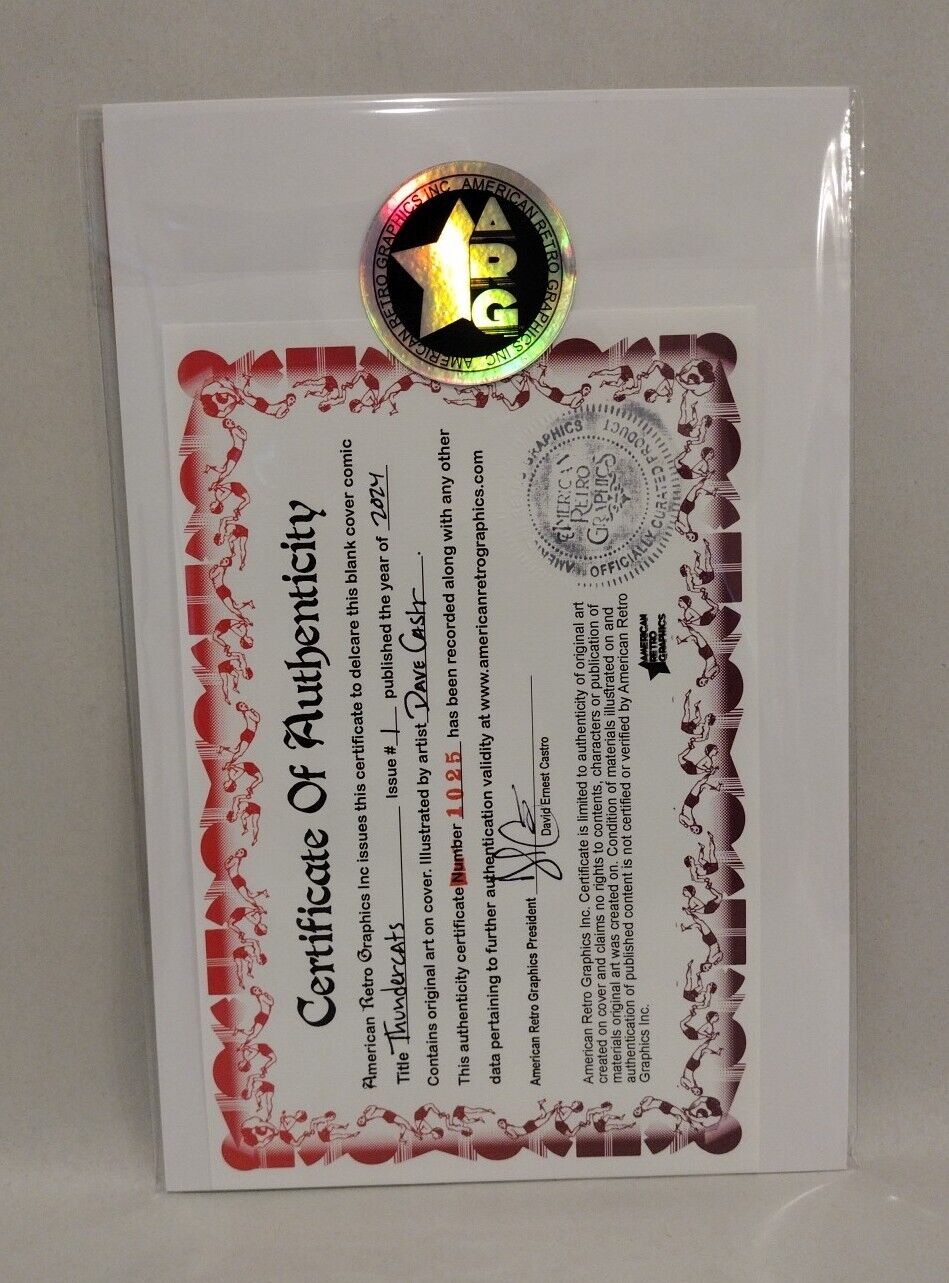 AMERICAN RETRO GRAPHICS INC AMERICAN RETRO GRAPHICS INC
ARG
Certificate Of Authenticity
American Retro Graphics Inc issues this certificate to delcare this blank cover comic
Title Thundercats Issue # 1 published the year of 2024
Contains original art on cover. Illustrated by artist Dave Castr.
This authenticity certificate Number 1025 has been recorded along with any other
data pertaining to further authentication validity at www.americanretrographics.com
American Retro Graphics President
David Ernest Castro
AMERICAN RETRO GRAPHICS
OFFICIALLY CURATED PRODUCT
GRAPHICS
AMERICAN
RETRO
GRAPHICS
American Retro Graphics Inc. Certificate is limited to authenticity of original art
created on cover and claims no rights to contents, characters or publication of
materials original art was created on. Condition of materials illustrated on and
authentication of published content is not certified or verified by American Retro
Graphics Inc.